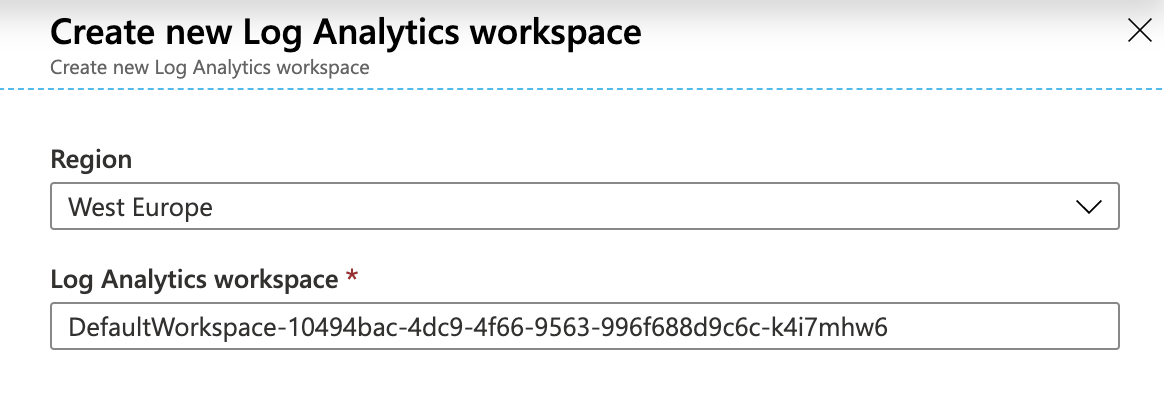 Create new Log Analytics workspace
Create new Log Analytics workspace
Region
West Europe
Log Analytics workspace *
DefaultWorkspace-10494bac-4dc9-4f66-9563-996f688d9c6c-k4i7mhw6